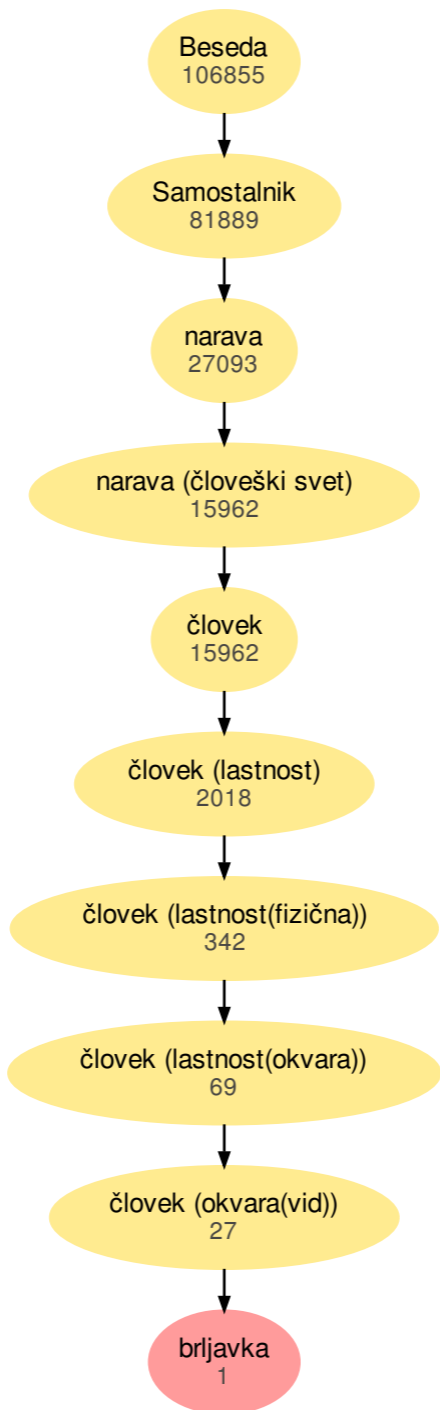 Beseda
106855
Samostalnik
81889
narava
27093
narava (človeški svet)
15962
človek
15962
človek (lastnost)
2018
človek (lastnost(fizična))
342
človek (lastnost(okvara))
69
človek (okvara(vid))
27
brljavka
1